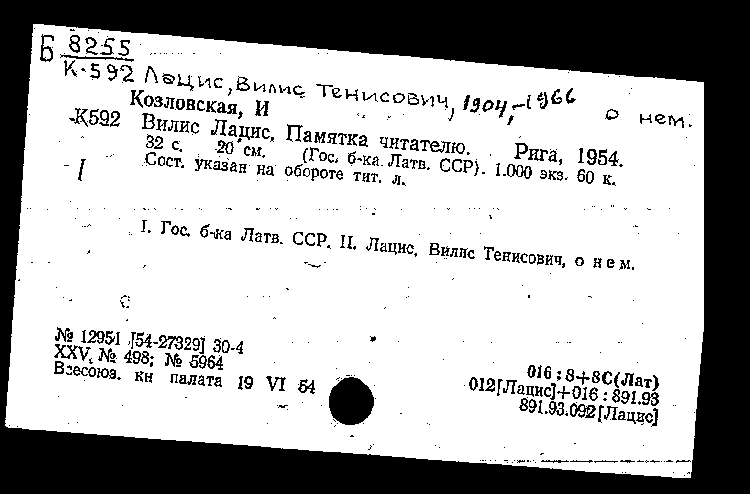 Б 8255
К-592 Лацис, Вилис Тенисович, 1904,-1966 о нем.
Козловская, И
К592 Вилис Лацис. Памятка читателю. Рига, 1954.
32 с. 20 см. (Гос. б-ка Латв. ССР). 1.000 экз. 60 к.
Сост. указан на обороте тит. л.
I. Гос. б-ка Латв. ССР. II. Лацис, Вилис Тенисович, о нем.
№ 12951 [54-27329] 30-4
XXV, № 498; № 5964
Всесоюз. кн палата 19 VI 54
016 : 8+8С(Лат)
012[Лацис]+016 : 891.93
891.93.092[Лацис]